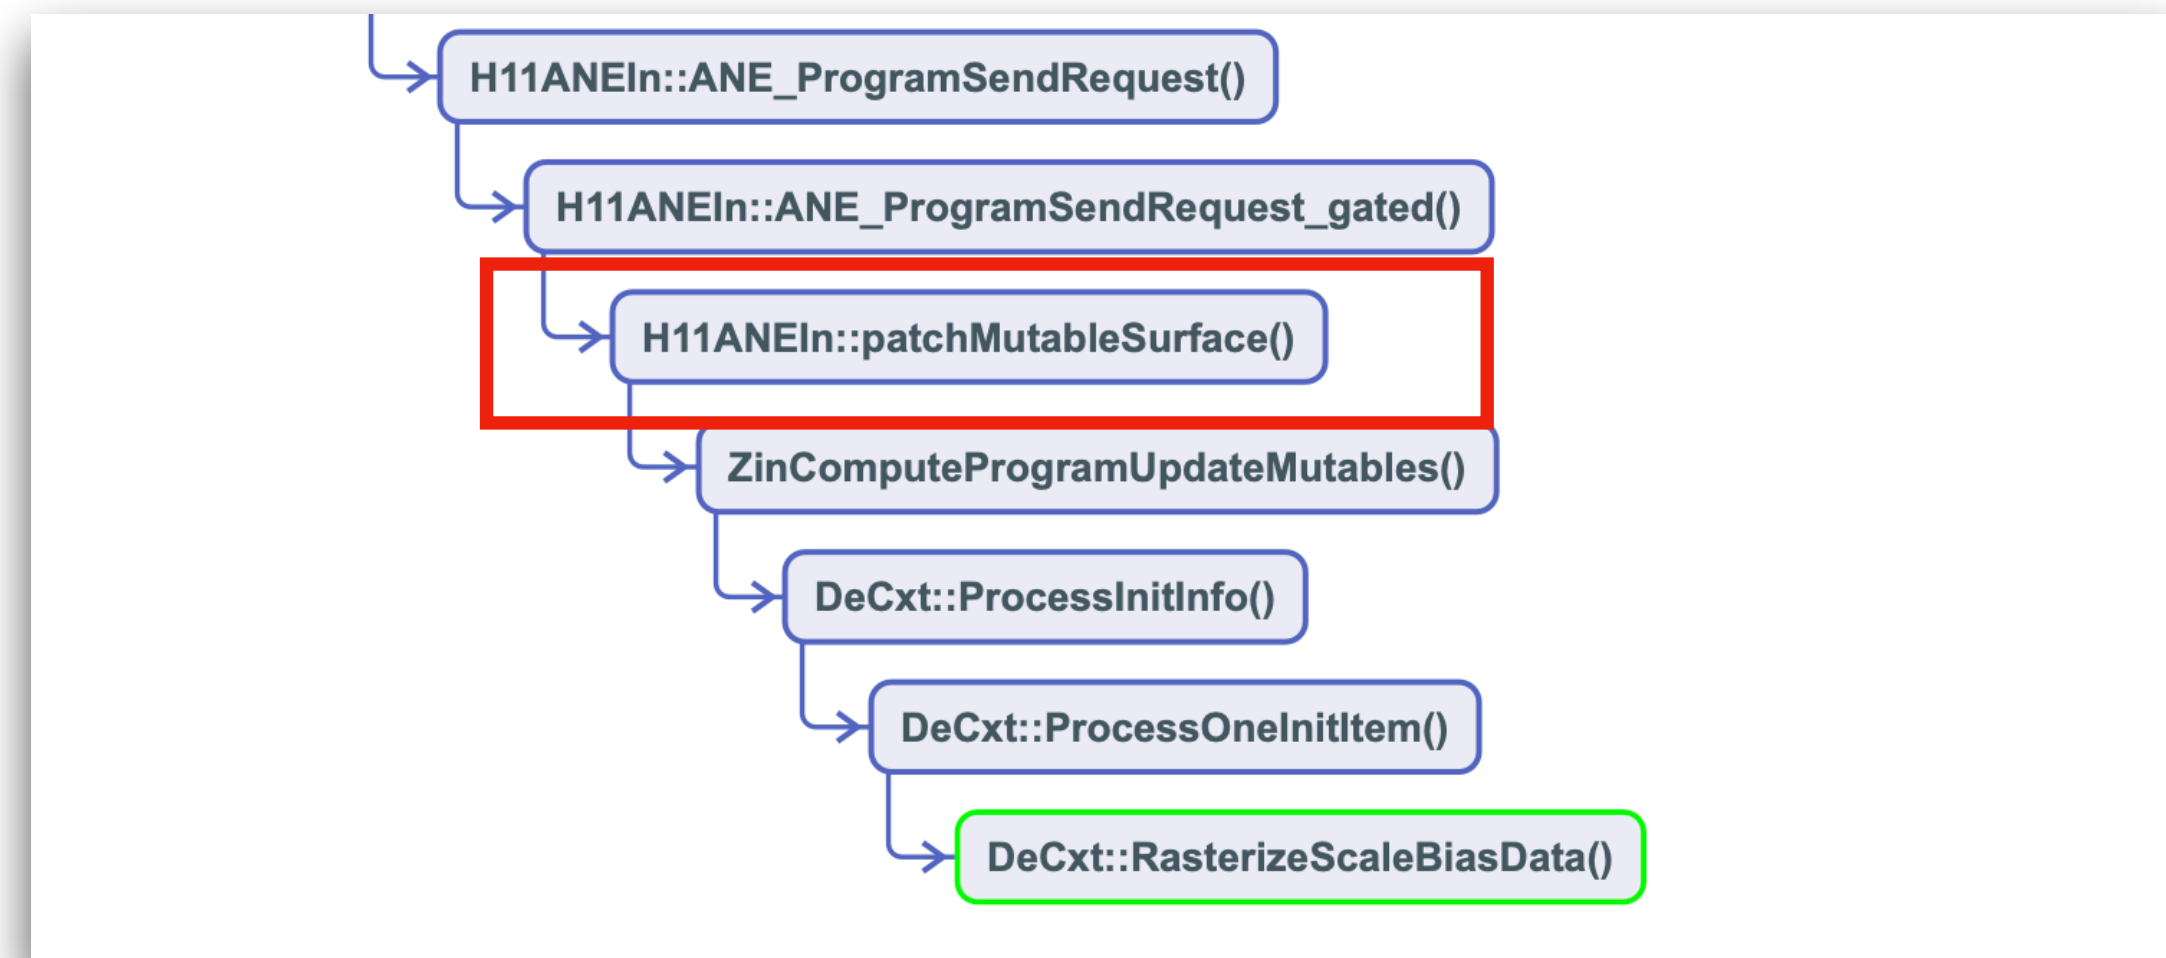 H11ANEIn::ANE_ProgramSendRequest()
H11ANEIn::ANE_ProgramSendRequest_gated()
H11ANEIn::patchMutableSurface()
ZinComputeProgramUpdateMutables()
DeCxt::ProcessInitInfo()
DeCxt::ProcessOneInitItem()
DeCxt::RasterizeScaleBiasData()